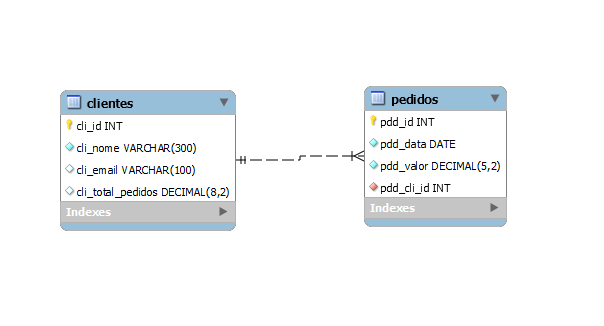 clientes
cli_id INT
cli_nome VARCHAR(300)
cli_email VARCHAR(100)
cli_total_pedidos DECIMAL(8,2)
Indexes
pedidos
pdd_id INT
pdd_data DATE
pdd_valor DECIMAL(5,2)
pdd_cli_id INT
Indexes